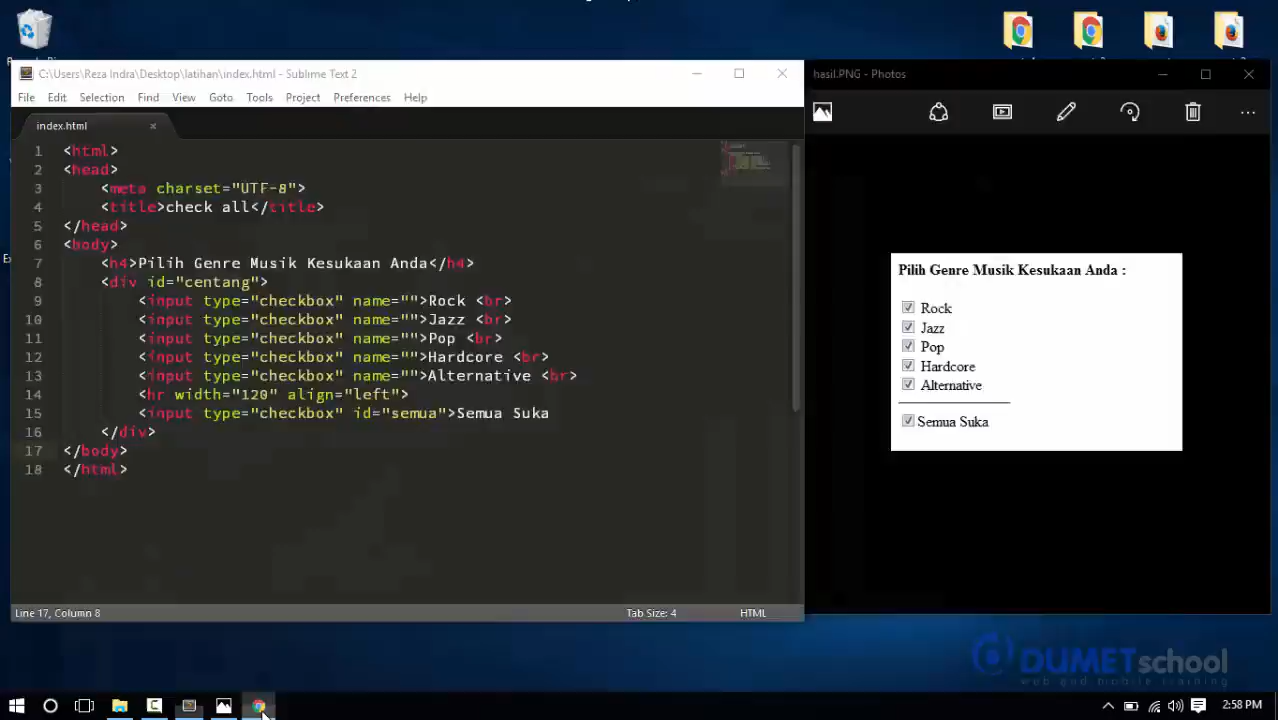 C:\Users\Reza Indra\Desktop\latihan\index.html - Sublime Text 2
File Edit Selection Find View Goto Tools Project Preferences Help
index.html ×
1 <html>
2 <head>
3 <meta charset="UTF-8">
4 <title>check all</title>
5 </head>
6 <body>
7 <h4>Pilih Genre Musik Kesukaan Anda</h4>
8 <div id="centang">
9 <input type="checkbox" name="">Rock <br>
10 <input type="checkbox" name="">Jazz <br>
11 <input type="checkbox" name="">Pop <br>
12 <input type="checkbox" name="">Hardcore <br>
13 <input type="checkbox" name="">Alternative <br>
14 <hr width="120" align="left">
15 <input type="checkbox" id="semua">Semua Suka
16 </div>
17 </body>
18 </html>
Line 17, Column 8
Tab Size: 4
HTML
hasil.PNG - Photos
Pilih Genre Musik Kesukaan Anda :
Rock
Jazz
Pop
Hardcore
Alternative
Semua Suka
DUMETschool
web and mobile training
2:58 PM